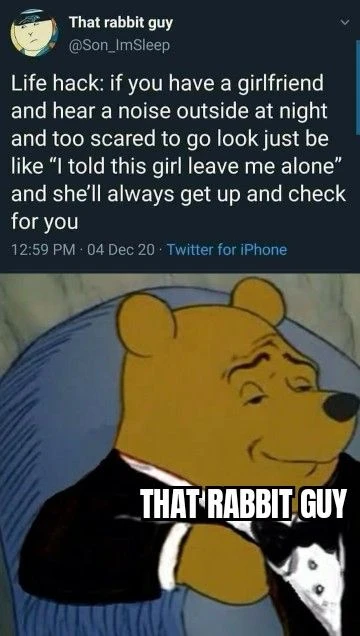 That rabbit guy
@Son_ImSleep
Life hack: if you have a girlfriend
and hear a noise outside at night
and too scared to go look just be
like “I told this girl leave me alone”
and she’ll always get up and check
for you
12:59 PM · 04 Dec 20 · Twitter for iPhone
THAT RABBIT GUY